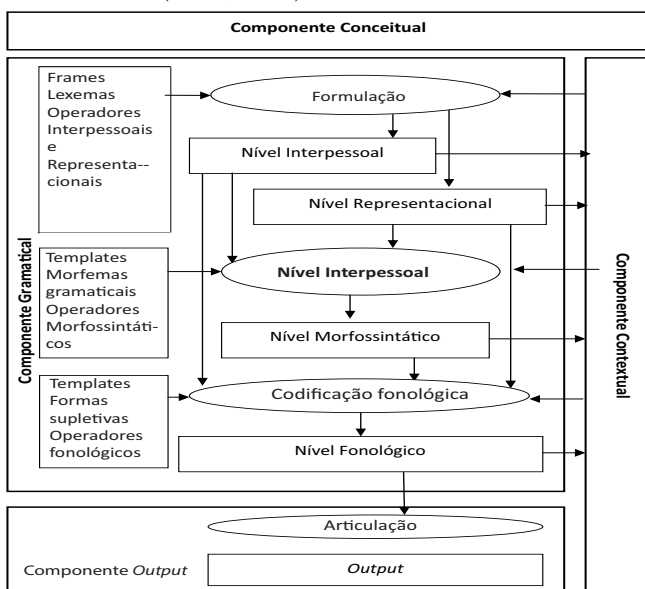 Componente Conceitual
Frames
Lexemas
Operadores
Interpessoais
e
Representa--
cionais
Formulação
Nível Interpessoal
Nível Representacional
Templates
Morfemas
gramaticais
Operadores
Morfossintáti-
cos
Nível Interpessoal
Nível Morfossintático
Templates
Formas
supletivas
Operadores
fonológicos
Codificação fonológica
Nível Fonológico
Componente Gramatical
Componente Contextual
Articulação
Componente Output
Output